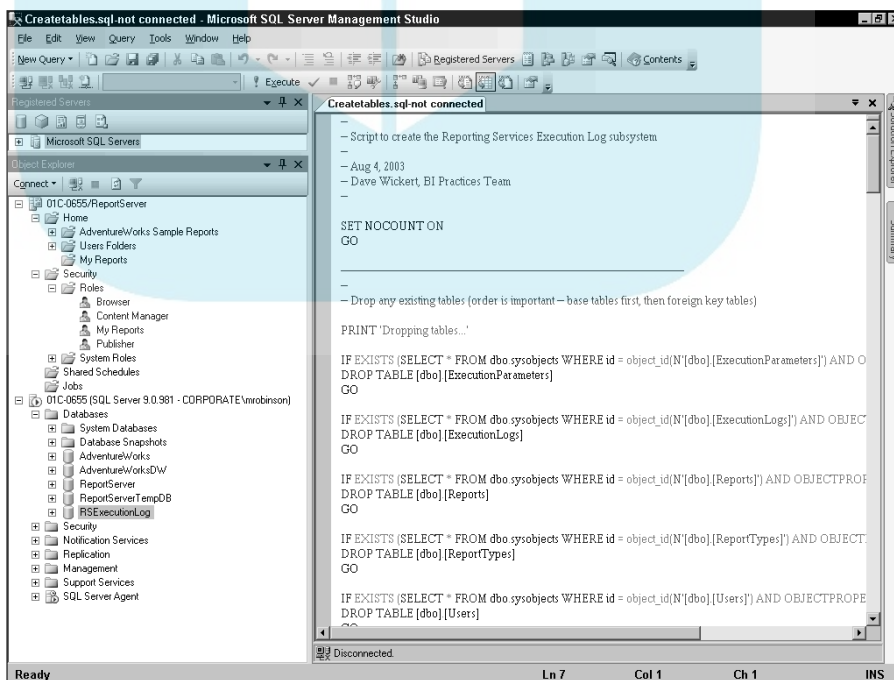 Createtables.sql-not connected - Microsoft SQL Server Management Studio
File Edit View Query Tools Window Help
New Query Registered Servers Contents
Execute
Registered Servers
Microsoft SQL Servers
Object Explorer
Connect
01C-0655/ReportServer
Home
AdventureWorks Sample Reports
Users Folders
My Reports
Security
Roles
Browser
Content Manager
My Reports
Publisher
System Roles
Shared Schedules
Jobs
01C-0655 (SQL Server 9.0.981 - CORPORATE\mrobinson)
Databases
System Databases
Database Snapshots
AdventureWorks
AdventureWorksDW
ReportServer
ReportServerTempDB
RSExecutionLog
Security
Notification Services
Replication
Management
Support Services
SQL Server Agent
Createtables.sql-not connected
–
– Script to create the Reporting Services Execution Log subsystem
–
– Aug 4, 2003
– Dave Wickert, BI Practices Team
–
SET NOCOUNT ON
GO
–
– Drop any existing tables (order is important – base tables first, then foreign key tables)
PRINT 'Dropping tables...'
IF EXISTS (SELECT * FROM dbo.sysobjects WHERE id = object_id(N'[dbo].[ExecutionParameters]') AND O
DROP TABLE [dbo].[ExecutionParameters]
GO
IF EXISTS (SELECT * FROM dbo.sysobjects WHERE id = object_id(N'[dbo].[ExecutionLogs]') AND OBJEC
DROP TABLE [dbo].[ExecutionLogs]
GO
IF EXISTS (SELECT * FROM dbo.sysobjects WHERE id = object_id(N'[dbo].[Reports]') AND OBJECTPROF
DROP TABLE [dbo].[Reports]
GO
IF EXISTS (SELECT * FROM dbo.sysobjects WHERE id = object_id(N'[dbo].[ReportTypes]') AND OBJECT
DROP TABLE [dbo].[ReportTypes]
GO
IF EXISTS (SELECT * FROM dbo.sysobjects WHERE id = object_id(N'[dbo].[Users]') AND OBJECTPROPE
DROP TABLE [dbo].[Users]
Disconnected.
Ready Ln 7 Col 1 Ch 1 INS